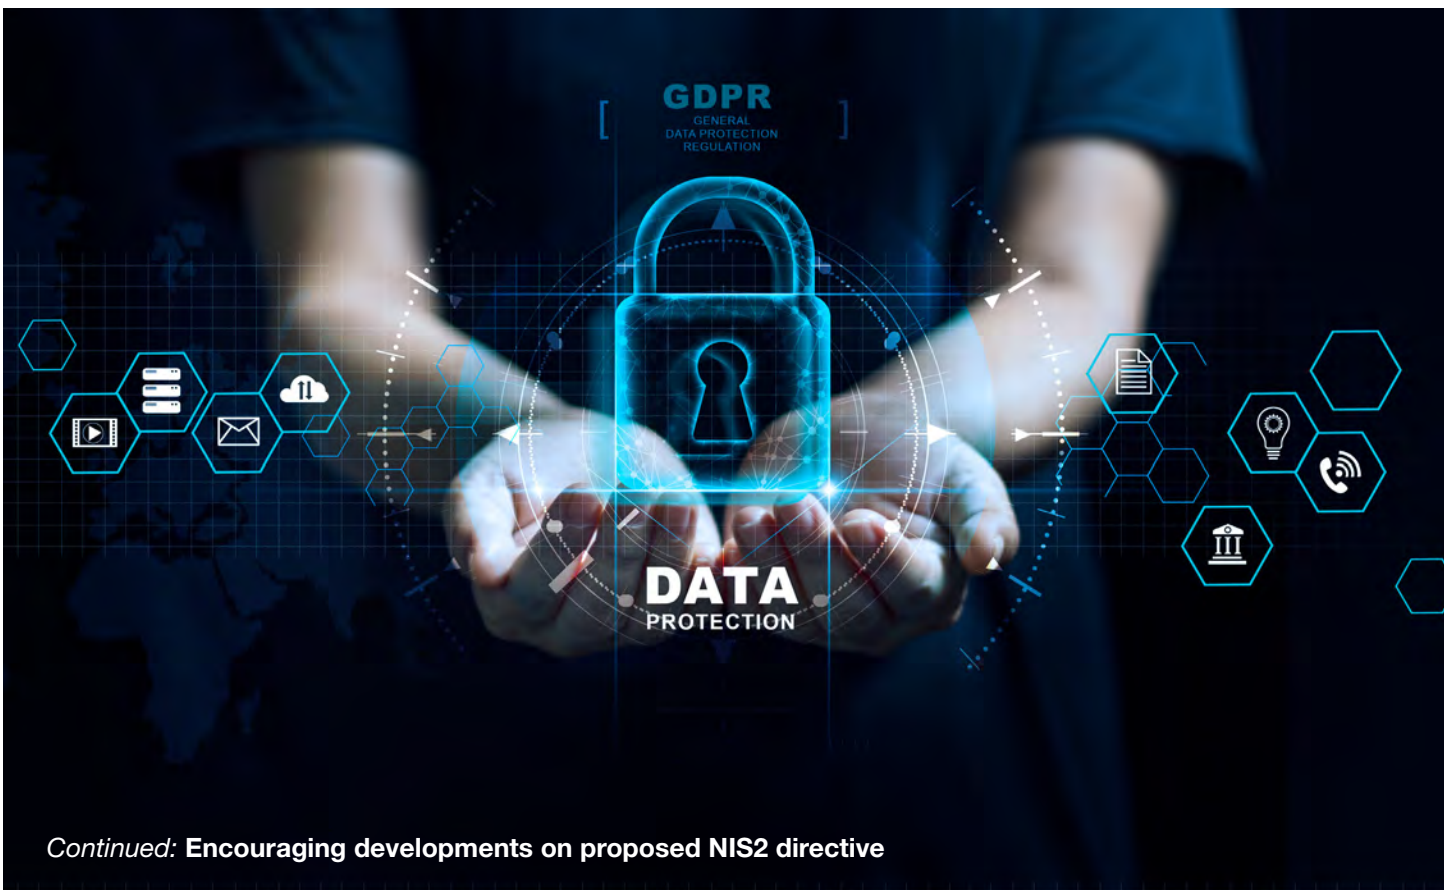 GDPR
GENERAL
DATA PROTECTION
REGULATION
DATA
PROTECTION
Continued: Encouraging developments on proposed NIS2 directive